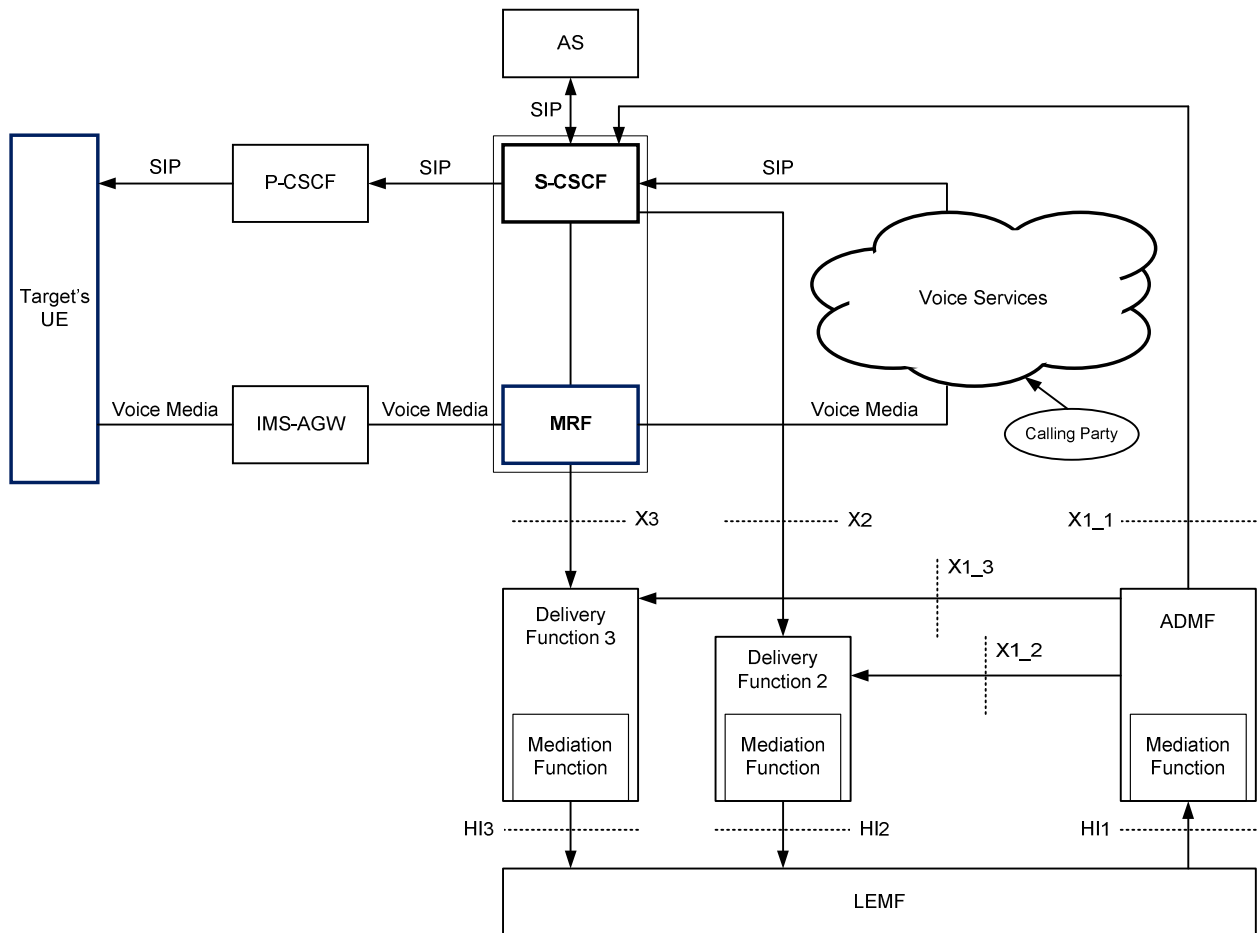 AS
SIP
SIP
SIP
SIP
P-CSCF
S-CSCF
Target's
UE
Voice Services
Voice Media
Voice Media
Voice Media
IMS-AGW
MRF
Calling Party
X3
X2
X1_1
X1_3
Delivery
Function 3
ADMF
X1_2
Delivery
Function 2
Mediation
Function
Mediation
Function
Mediation
Function
HI3
HI2
HI1
LEMF